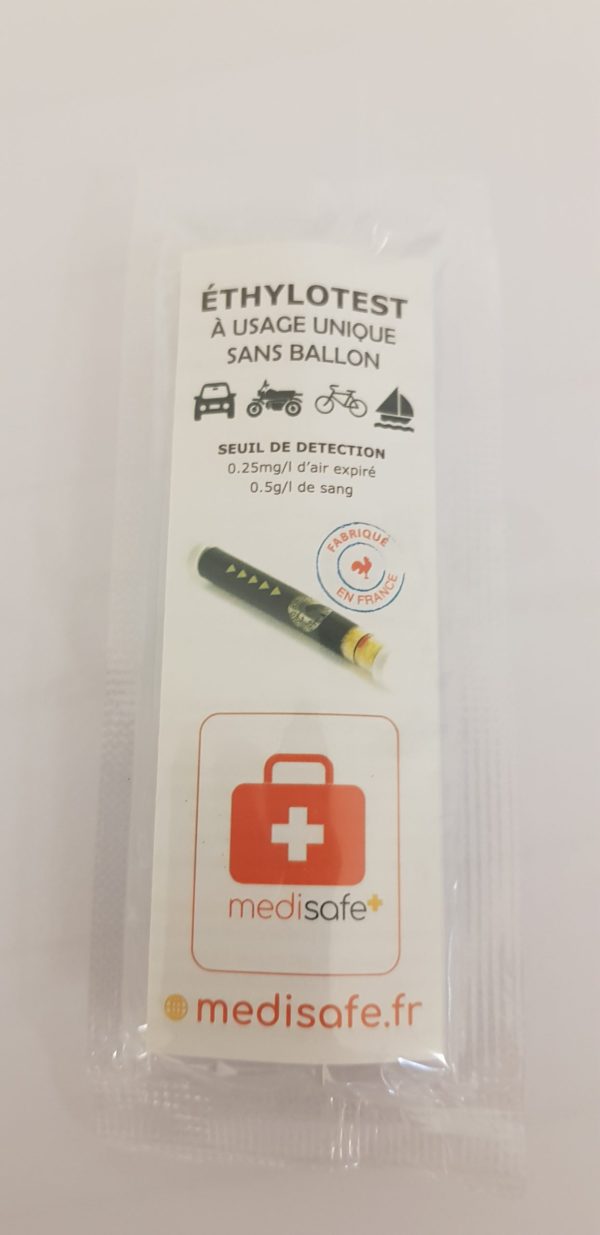 ÉTHYLOTEST
À USAGE UNIQUE
SANS BALLON
SEUIL DE DETECTION
0.25mg/l d'air expiré
0.5g/l de sang
FABRIQUÉ
EN FRANCE
medisafe+
medisafe.fr